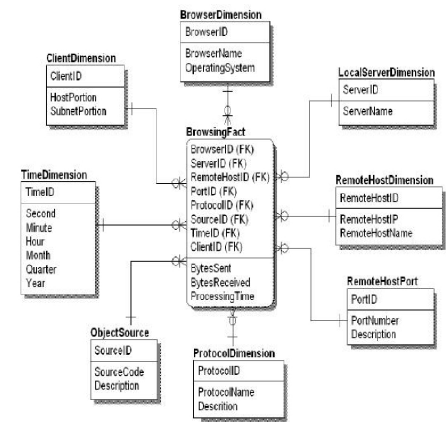 BrowserDimension
BrowserID
BrowserName
OperatingSystem
ClientDimension
ClientID
HostPortion
SubnetPortion
LocalServerDimension
ServerID
ServerName
BrowsingFact
BrowserID (FK)
ServerID (FK)
RemoteHostID (FK)
PortID (FK)
ProtocolID (FK)
SourceID (FK)
TimeID (FK)
ClientID (FK)
BytesSent
BytesReceived
ProcessingTime
TimeDimension
TimeID
Second
Minute
Hour
Month
Quarter
Year
RemoteHostDimension
RemoteHostID
RemoteHostIP
RemoteHostName
RemoteHostPort
PortID
PortNumber
Description
ObjectSource
SourceID
SourceCode
Description
ProtocolDimension
ProtocolID
ProtocolName
Descrition